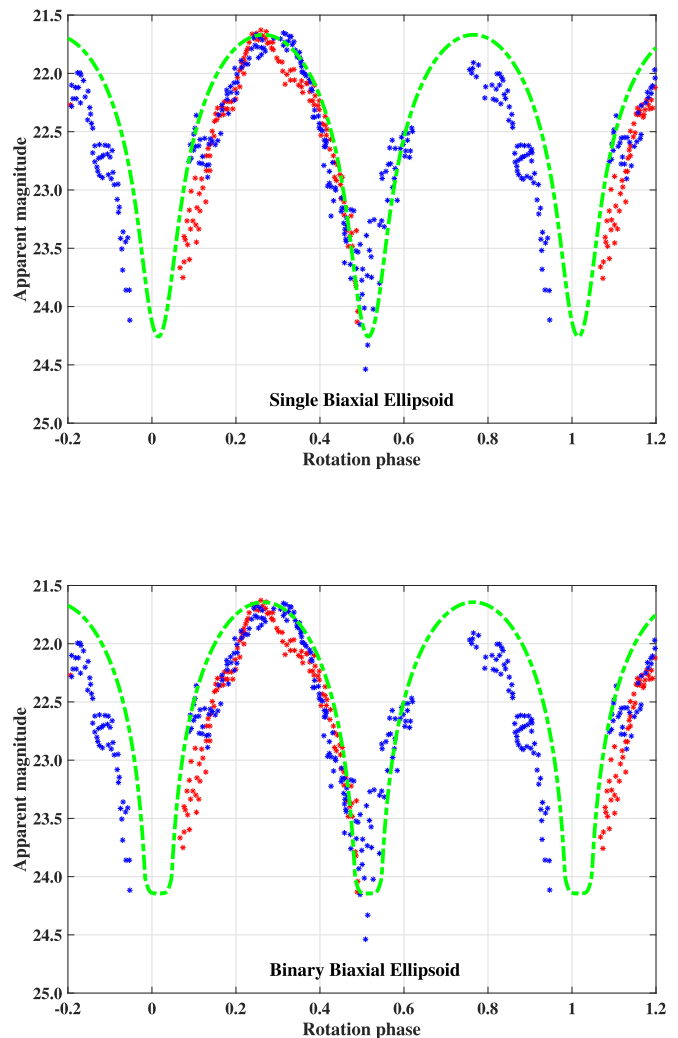 21.5
22.0
22.5
23.0
23.5
24.0
24.5
25.0
Apparent magnitude
Single Biaxial Ellipsoid
-0.2 0 0.2 0.4 0.6 0.8 1 1.2
Rotation phase
21.5
22.0
22.5
23.0
23.5
24.0
24.5
25.0
Apparent magnitude
Binary Biaxial Ellipsoid
-0.2 0 0.2 0.4 0.6 0.8 1 1.2
Rotation phase